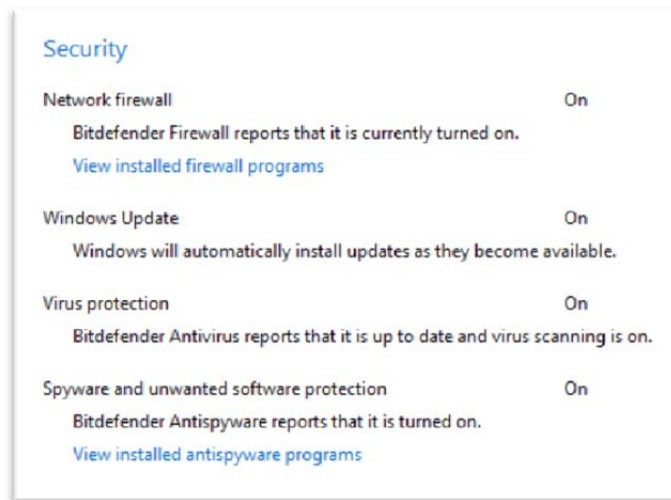 Security
Network firewall On
Bitdefender Firewall reports that it is currently turned on.
View installed firewall programs
Windows Update On
Windows will automatically install updates as they become available.
Virus protection On
Bitdefender Antivirus reports that it is up to date and virus scanning is on.
Spyware and unwanted software protection On
Bitdefender Antispyware reports that it is turned on.
View installed antispyware programs